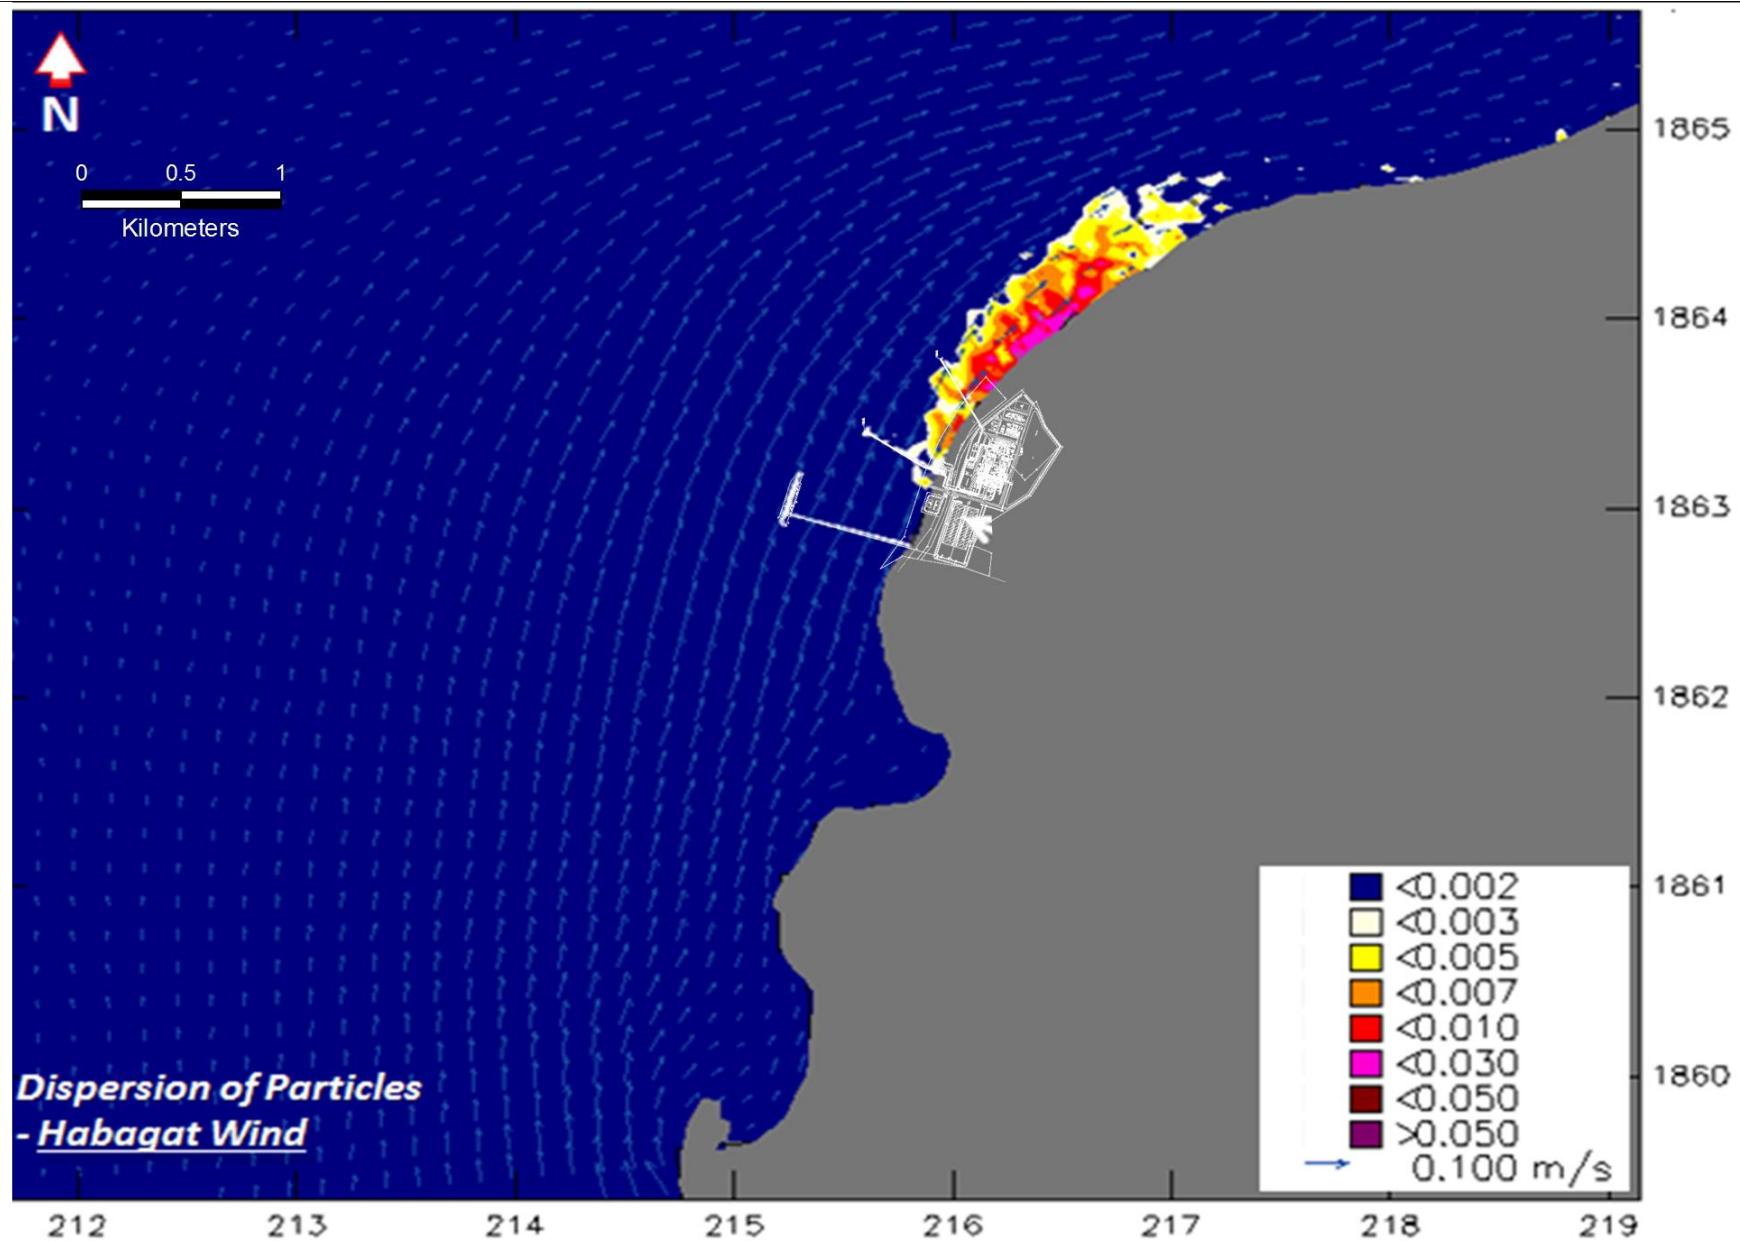 N
0 0.5 1
Kilometers
1865
1864
1863
1862
1861
1860
<0.002
<0.003
<0.005
<0.007
<0.010
<0.030
<0.050
>0.050
0.100 m/s
Dispersion of Particles
- Habagat Wind
212 213 214 215 216 217 218 219